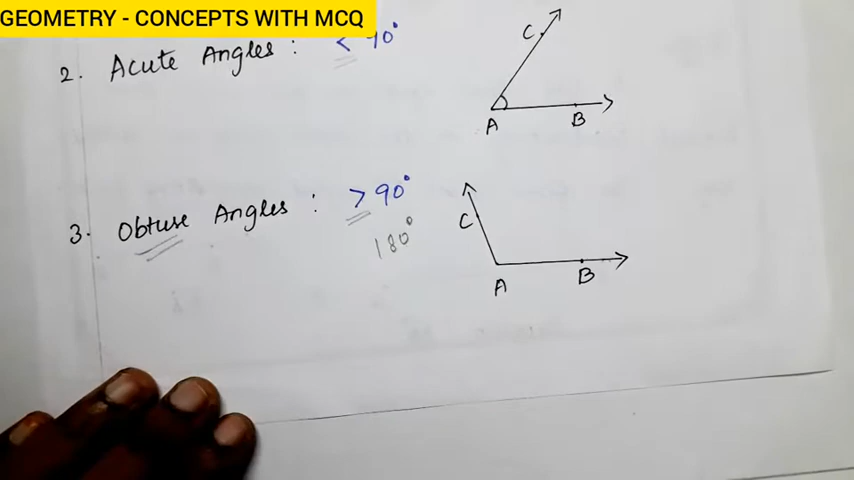 GEOMETRY - CONCEPTS WITH MCQ
2. Acute Angles : < 90°
C
A
B
3. Obtuse Angles : > 90°
180°
C
A
B